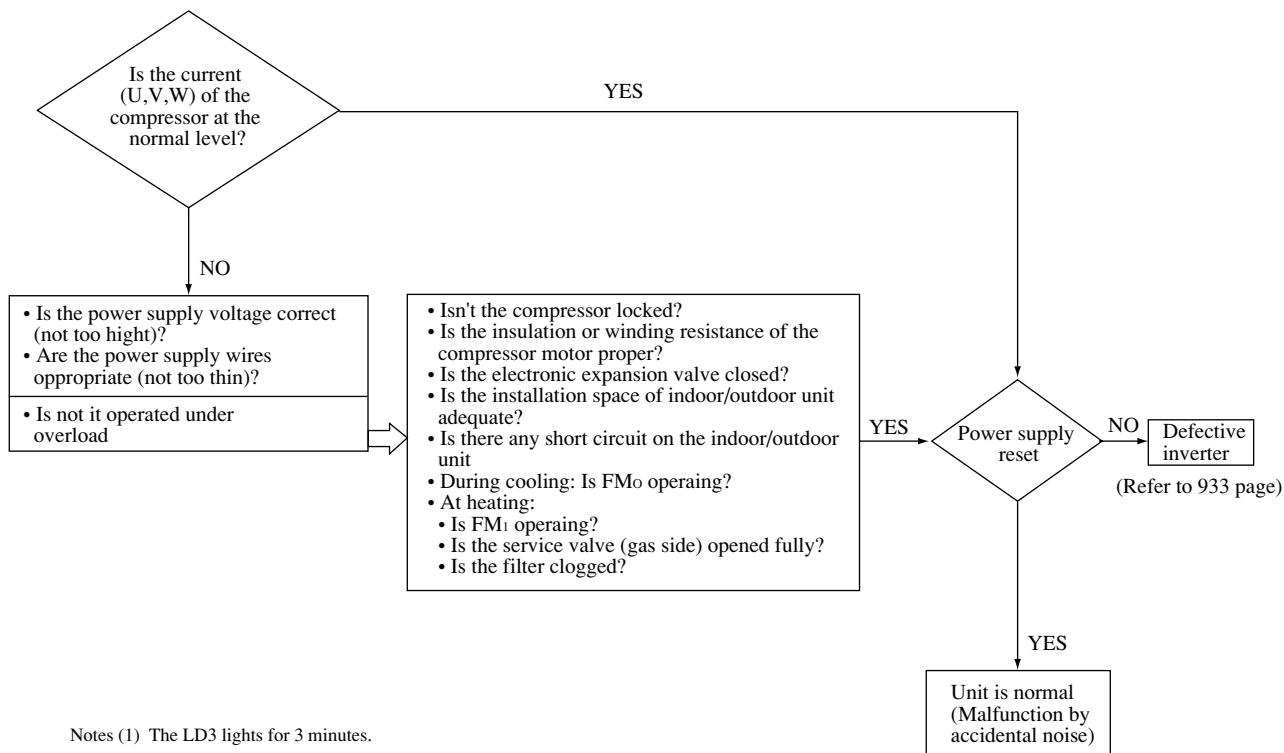 Is the current
(U,V,W) of the
compressor at the
normal level?
YES
NO
• Is the power supply voltage correct
(not too hight)?
• Are the power supply wires
oppropriate (not too thin)?
• Is not it operated under
overload
• Isn't the compressor locked?
• Is the insulation or winding resistance of the
compressor motor proper?
• Is the electronic expansion valve closed?
• Is the installation space of indoor/outdoor unit
adequate?
• Is there any short circuit on the indoor/outdoor
unit
• During cooling: Is FMO operaing?
• At heating:
• Is FM1 operaing?
• Is the service valve (gas side) opened fully?
• Is the filter clogged?
YES
Power supply
reset
NO
Defective
inverter
(Refer to 933 page)
YES
Unit is normal
(Malfunction by
accidental noise)
Notes (1) The LD3 lights for 3 minutes.